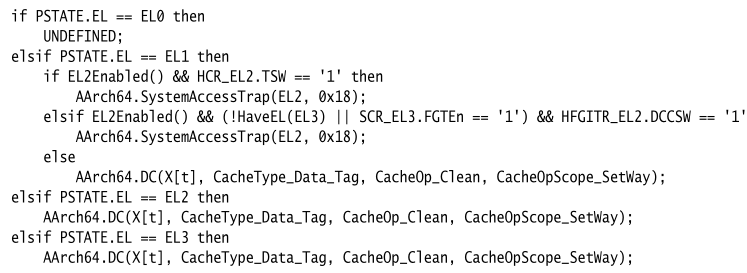 if PSTATE.EL == EL0 then
    UNDEFINED;
elsif PSTATE.EL == EL1 then
    if EL2Enabled() && HCR_EL2.TSW == '1' then
        AArch64.SystemAccessTrap(EL2, 0x18);
    elsif EL2Enabled() && (!HaveEL(EL3) || SCR_EL3.FGTEn == '1') && HFGITR_EL2.DCCSW == '1'
        AArch64.SystemAccessTrap(EL2, 0x18);
    else
        AArch64.DC(X[t], CacheType_Data_Tag, CacheOp_Clean, CacheOpScope_SetWay);
elsif PSTATE.EL == EL2 then
    AArch64.DC(X[t], CacheType_Data_Tag, CacheOp_Clean, CacheOpScope_SetWay);
elsif PSTATE.EL == EL3 then
    AArch64.DC(X[t], CacheType_Data_Tag, CacheOp_Clean, CacheOpScope_SetWay);